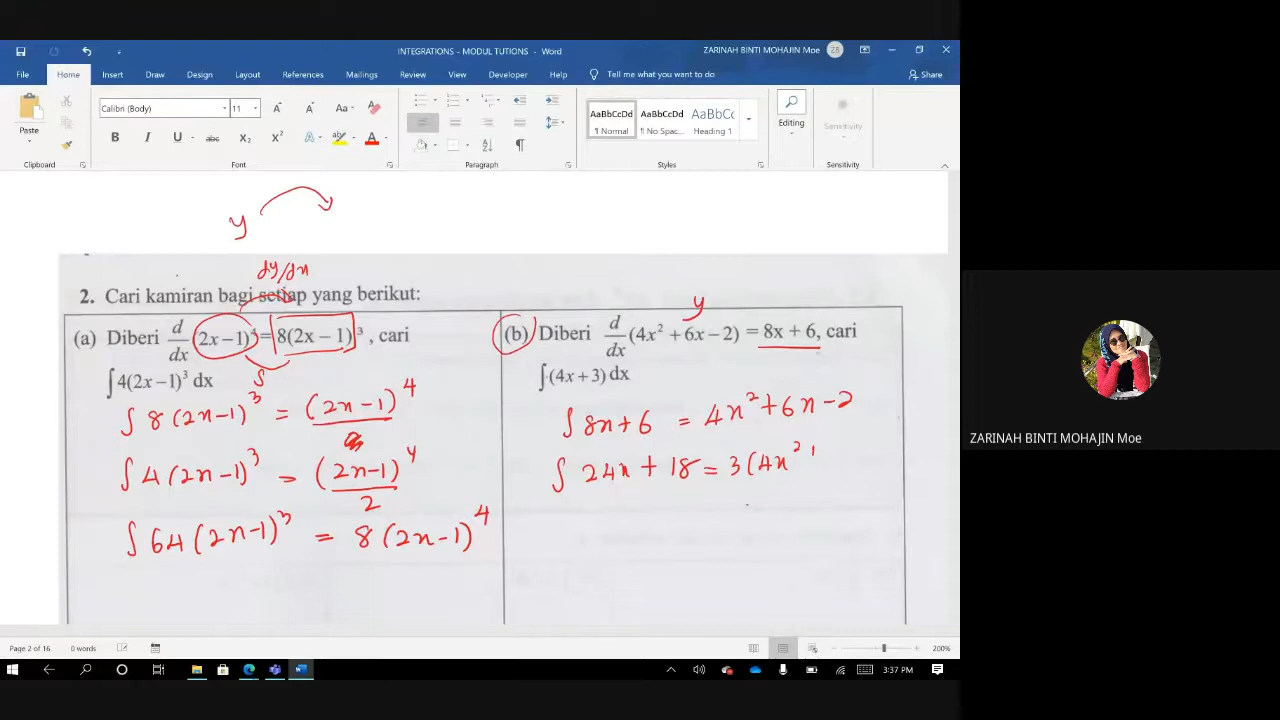 INTEGRATIONS - MODUL TUTIONS - Word
ZARINAH BINTI MOHAJIN Moe
ZB
File Home Insert Draw Design Layout References Mailings Review View Developer Help Tell me what you want to do Share
Paste
Clipboard
Calibri (Body) 11
Font
Paragraph
AaBbCcDd AaBbCcDd AaBbCc
¶ Normal ¶ No Spac... Heading 1
Styles
Editing
Sensitivity
Sensitivity
y
dy/dx
2. Cari kamiran bagi setiap yang berikut:
(a) Diberi d/dx (2x−1)⁴ = 8(2x − 1)³ , cari
∫ 4(2x−1)³ dx
∫
∫ 8(2x-1)³ = (2x-1)⁴
∫ 4(2x-1)³ = (2x-1)⁴/2
∫ 64(2x-1)³ = 8(2x-1)⁴
y
(b) Diberi d/dx (4x² + 6x − 2) = 8x + 6, cari
∫ (4x + 3) dx
∫ 8x + 6 = 4x² + 6x - 2
∫ 24x + 18 = 3(4x²
ZARINAH BINTI MOHAJIN Moe
Page 2 of 16 0 words
200%
3:37 PM